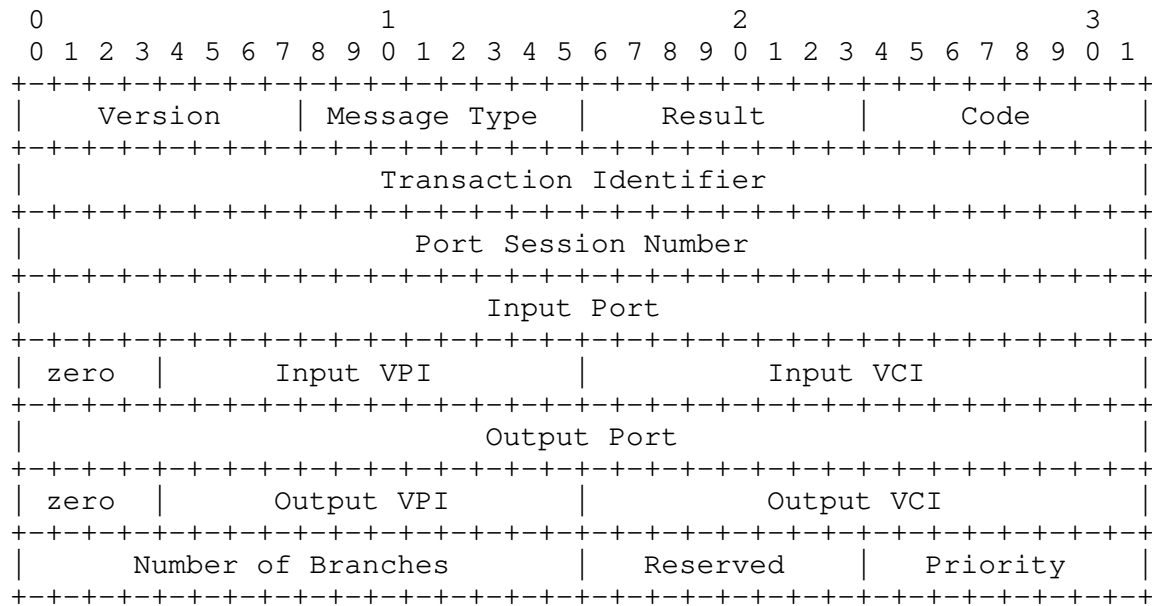 0                   1                   2                   3
 0 1 2 3 4 5 6 7 8 9 0 1 2 3 4 5 6 7 8 9 0 1 2 3 4 5 6 7 8 9 0 1
+-+-+-+-+-+-+-+-+-+-+-+-+-+-+-+-+-+-+-+-+-+-+-+-+-+-+-+-+-+-+-+-+
|    Version    | Message Type  |    Result     |     Code      |
+-+-+-+-+-+-+-+-+-+-+-+-+-+-+-+-+-+-+-+-+-+-+-+-+-+-+-+-+-+-+-+-+
|                    Transaction Identifier                     |
+-+-+-+-+-+-+-+-+-+-+-+-+-+-+-+-+-+-+-+-+-+-+-+-+-+-+-+-+-+-+-+-+
|                      Port Session Number                      |
+-+-+-+-+-+-+-+-+-+-+-+-+-+-+-+-+-+-+-+-+-+-+-+-+-+-+-+-+-+-+-+-+
|                          Input Port                           |
+-+-+-+-+-+-+-+-+-+-+-+-+-+-+-+-+-+-+-+-+-+-+-+-+-+-+-+-+-+-+-+-+
| zero  |      Input VPI        |          Input VCI            |
+-+-+-+-+-+-+-+-+-+-+-+-+-+-+-+-+-+-+-+-+-+-+-+-+-+-+-+-+-+-+-+-+
|                          Output Port                          |
+-+-+-+-+-+-+-+-+-+-+-+-+-+-+-+-+-+-+-+-+-+-+-+-+-+-+-+-+-+-+-+-+
| zero  |      Output VPI       |          Output VCI           |
+-+-+-+-+-+-+-+-+-+-+-+-+-+-+-+-+-+-+-+-+-+-+-+-+-+-+-+-+-+-+-+-+
|      Number of Branches       |   Reserved    |   Priority    |
+-+-+-+-+-+-+-+-+-+-+-+-+-+-+-+-+-+-+-+-+-+-+-+-+-+-+-+-+-+-+-+-+